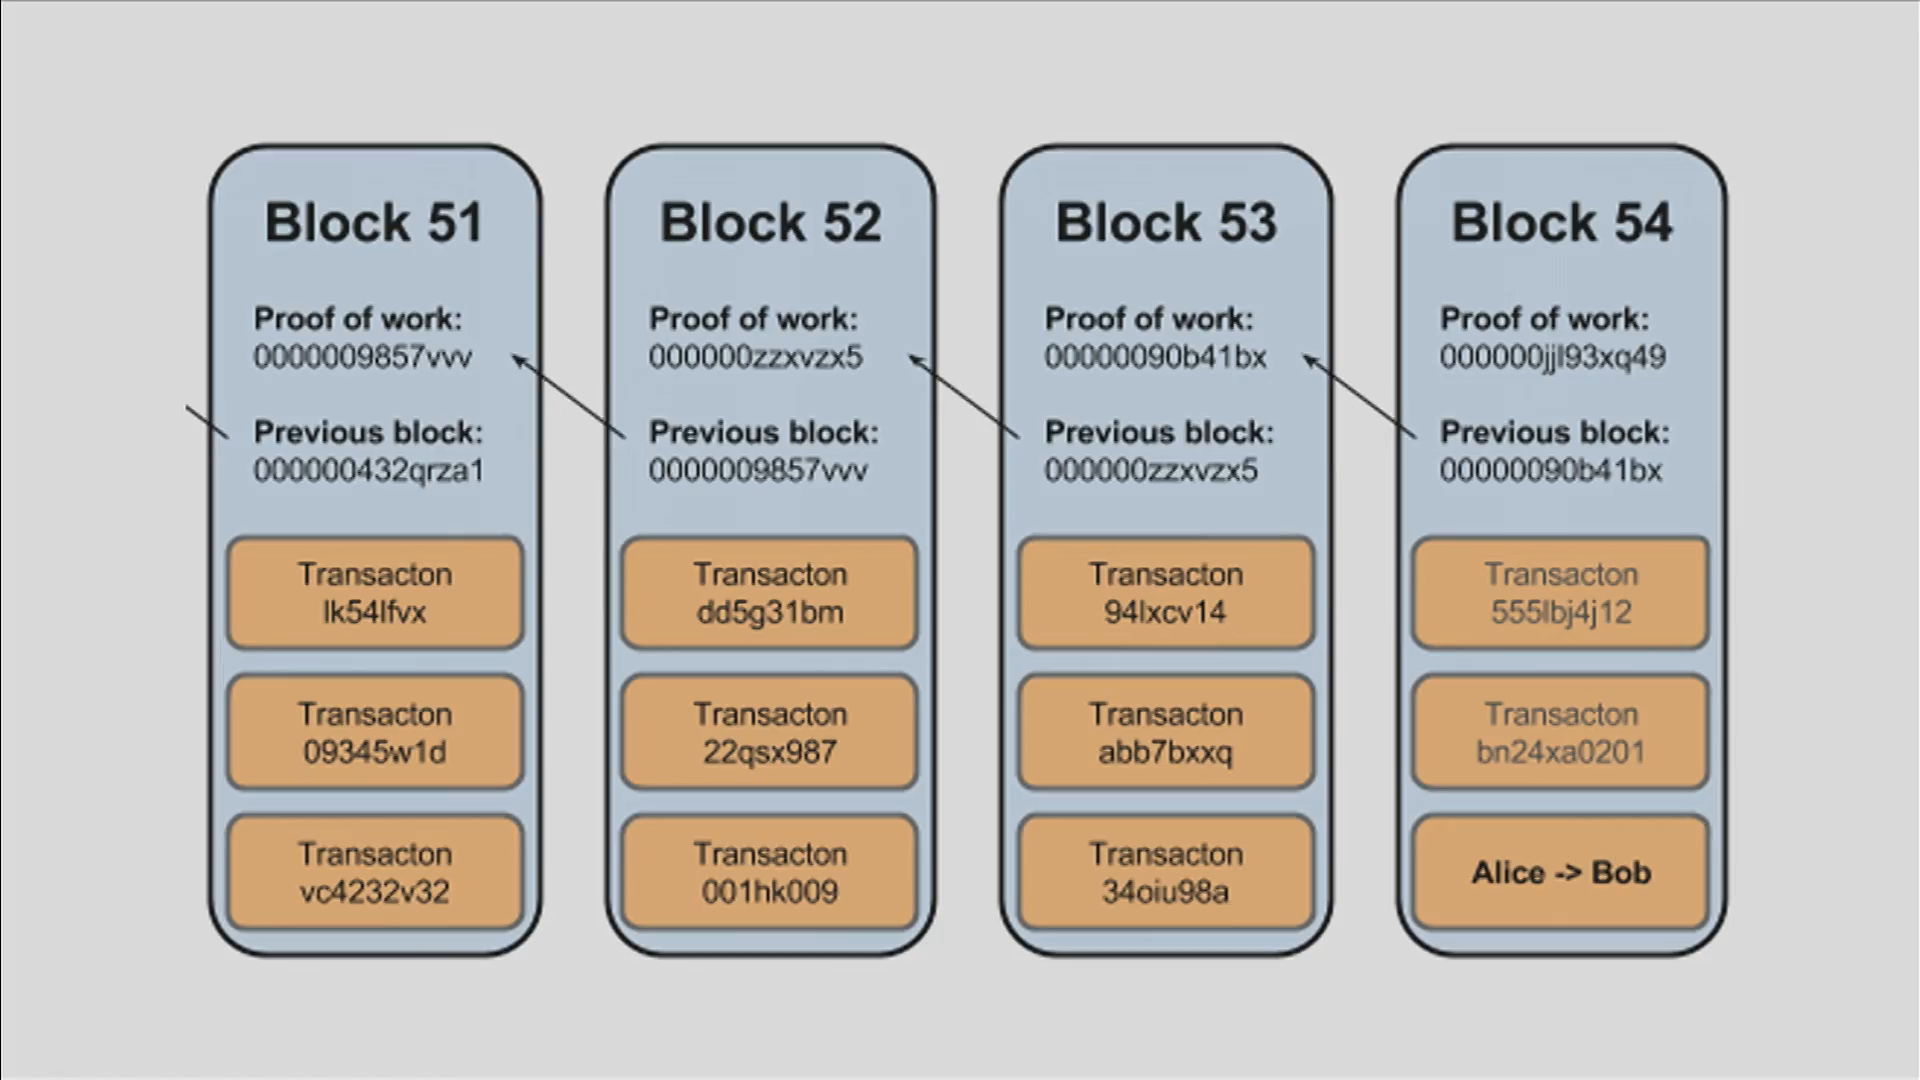 Block 51
Proof of work:
0000009857vvv
Previous block:
000000432qrza1
Transacton
lk54lfvx
Transacton
09345w1d
Transacton
vc4232v32
Block 52
Proof of work:
000000zzxvzx5
Previous block:
0000009857vvv
Transacton
dd5g31bm
Transacton
22qsx987
Transacton
001hk009
Block 53
Proof of work:
00000090b41bx
Previous block:
000000zzxvzx5
Transacton
94lxcv14
Transacton
abb7bxxq
Transacton
34oiu98a
Block 54
Proof of work:
000000jjl93xq49
Previous block:
00000090b41bx
Transacton
555lbj4j12
Transacton
bn24xa0201
Alice -> Bob